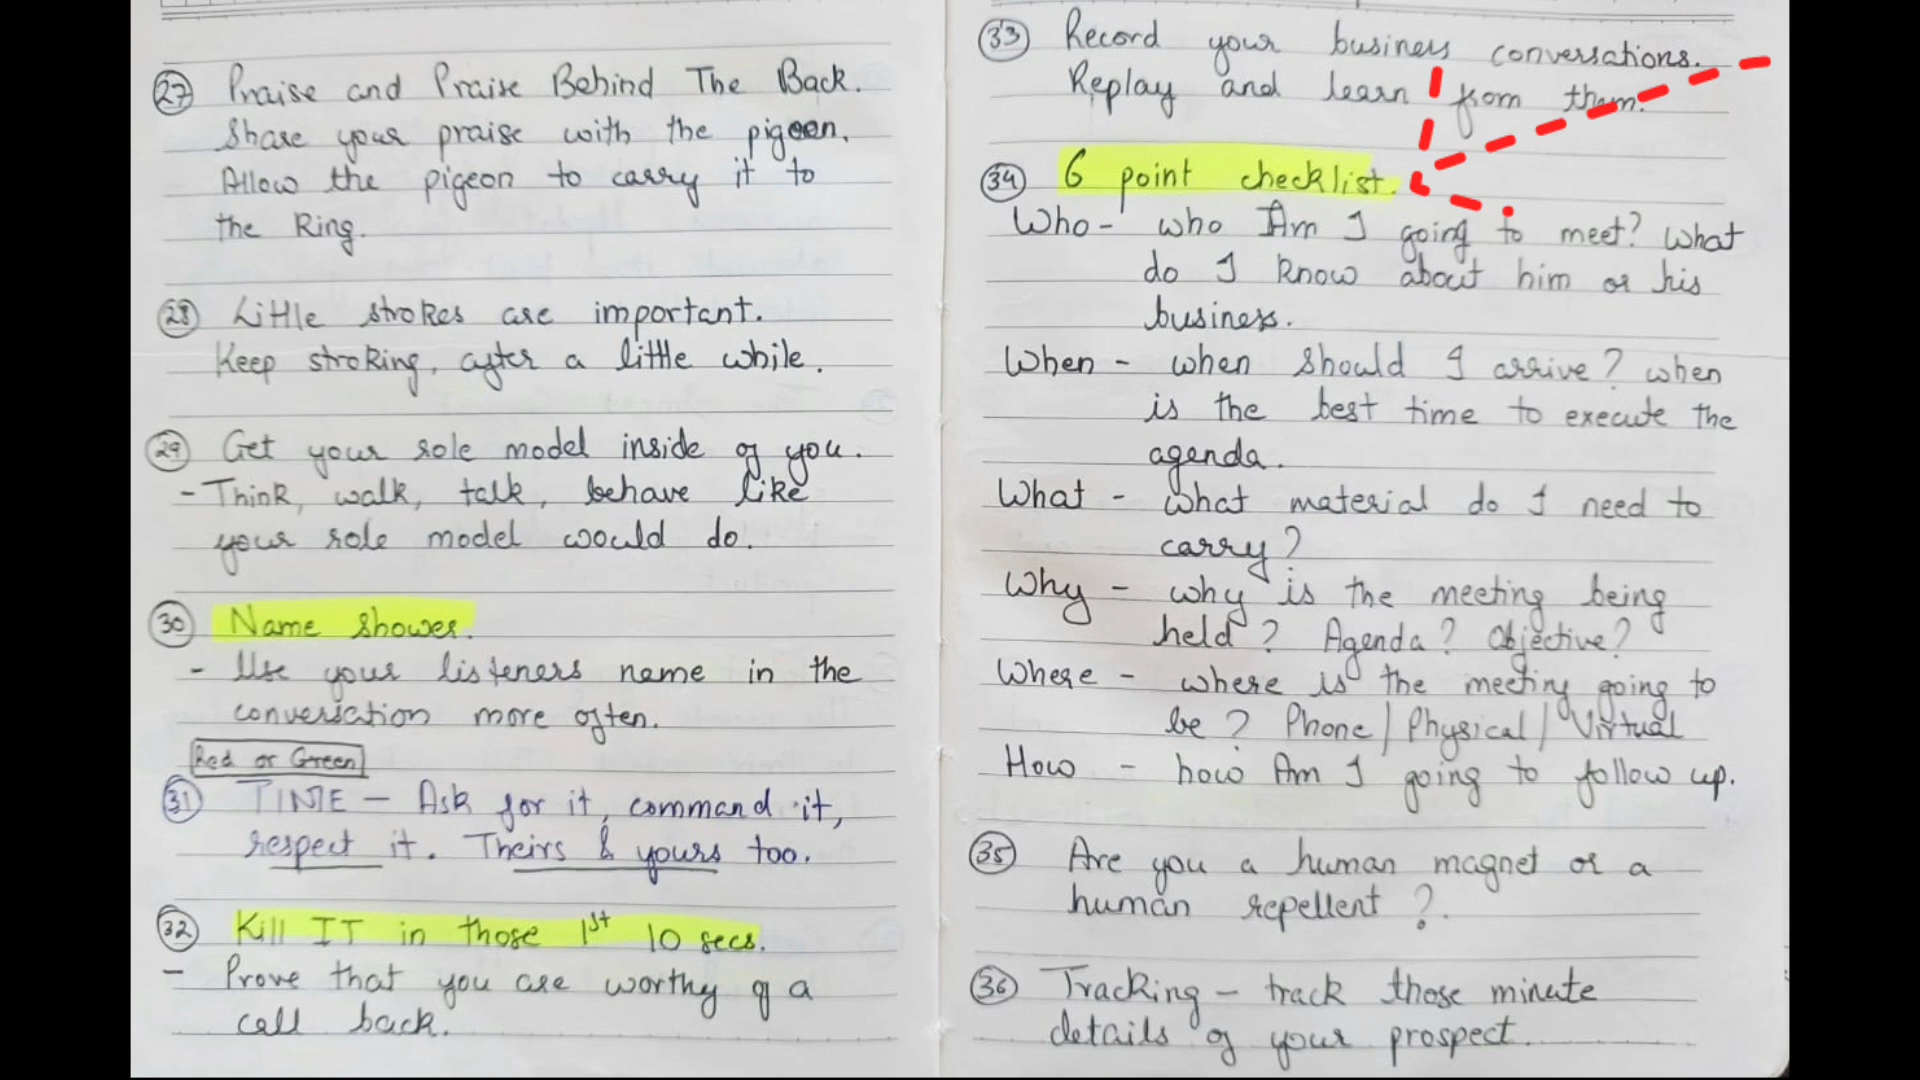 27 Praise and Praise Behind The Back.
Share your praise with the pigeon.
Allow the pigeon to carry it to
the Ring.
28 Little strokes are important.
Keep stroking, after a little while.
29 Get your role model inside of you.
- Think, walk, talk, behave like
your role model would do.
30 Name shower.
- Use your listeners name in the
conversation more often.
Red or Green
31 TIME - Ask for it, command it,
respect it. Theirs & yours too.
32 Kill IT in those 1st 10 secs.
- Prove that you are worthy of a
call back.
33 Record your business conversations.
Replay and learn from them.
34 6 point checklist.
Who - who Am I going to meet? What
do I know about him or his
business.
When - when should I arrive? when
is the best time to execute the
agenda.
What - what material do I need to
carry?
Why - why is the meeting being
held? Agenda? Objective?
Where - where is the meeting going to
be? Phone / Physical / Virtual
How - how Am I going to follow up.
35 Are you a human magnet or a
human repellent?
36 Tracking - track those minute
details of your prospect.